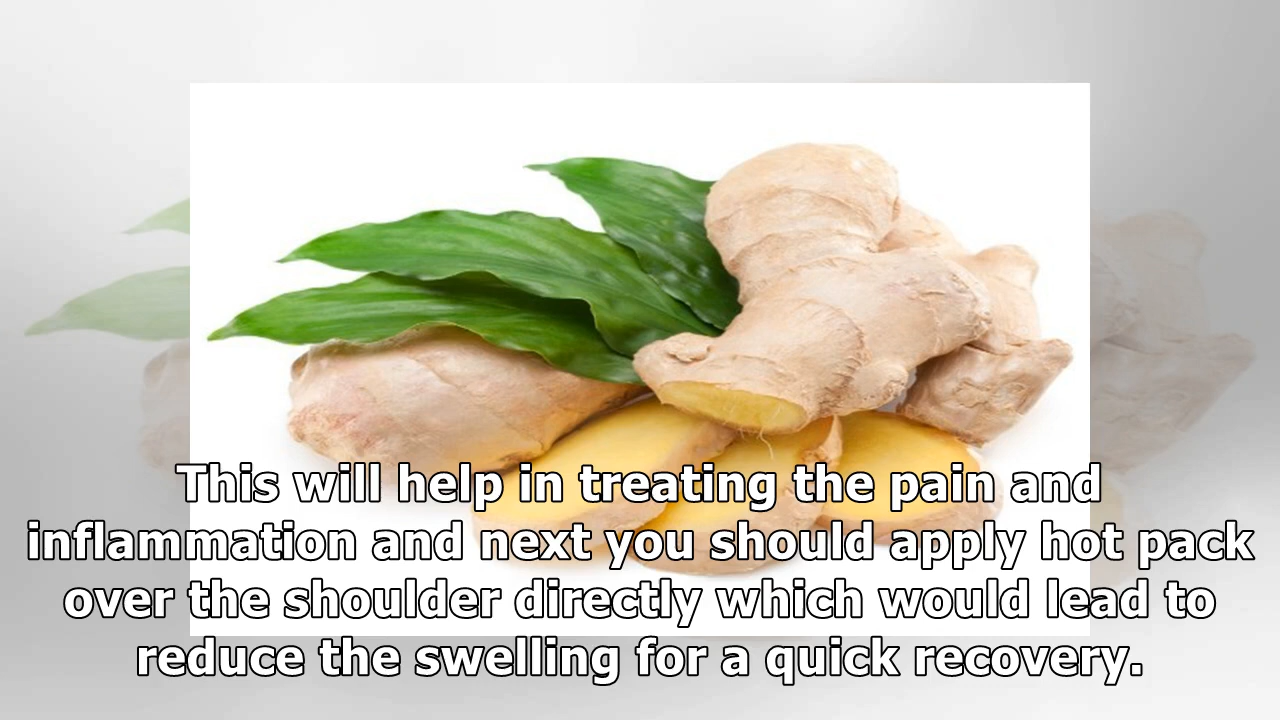 This will help in treating the pain and
inflammation and next you should apply hot pack
over the shoulder directly which would lead to
reduce the swelling for a quick recovery.